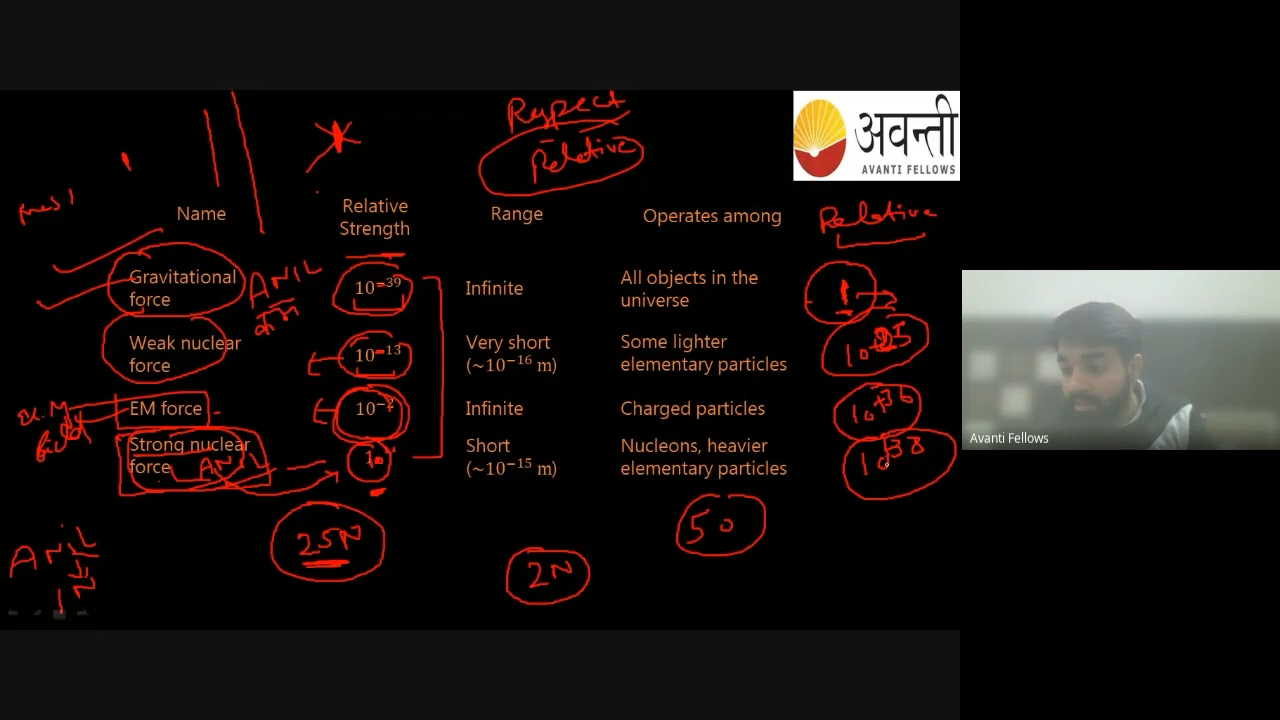 Respect
Relative
अवन्ती
AVANTI FELLOWS
Name
Relative Strength
Range
Operates among
Relative
Gravitational force
ANIL
10⁻³⁹
Infinite
All objects in the universe
1
Weak nuclear force
10⁻¹³
Very short (~10⁻¹⁶ m)
Some lighter elementary particles
EM force
Infinite
Charged particles
10⁺³⁶
Strong nuclear force
ANIL
1
Short (~10⁻¹⁵ m)
Nucleons, heavier elementary particles
10⁺³⁸
25N
50
2N
ANIL
1N
Avanti Fellows